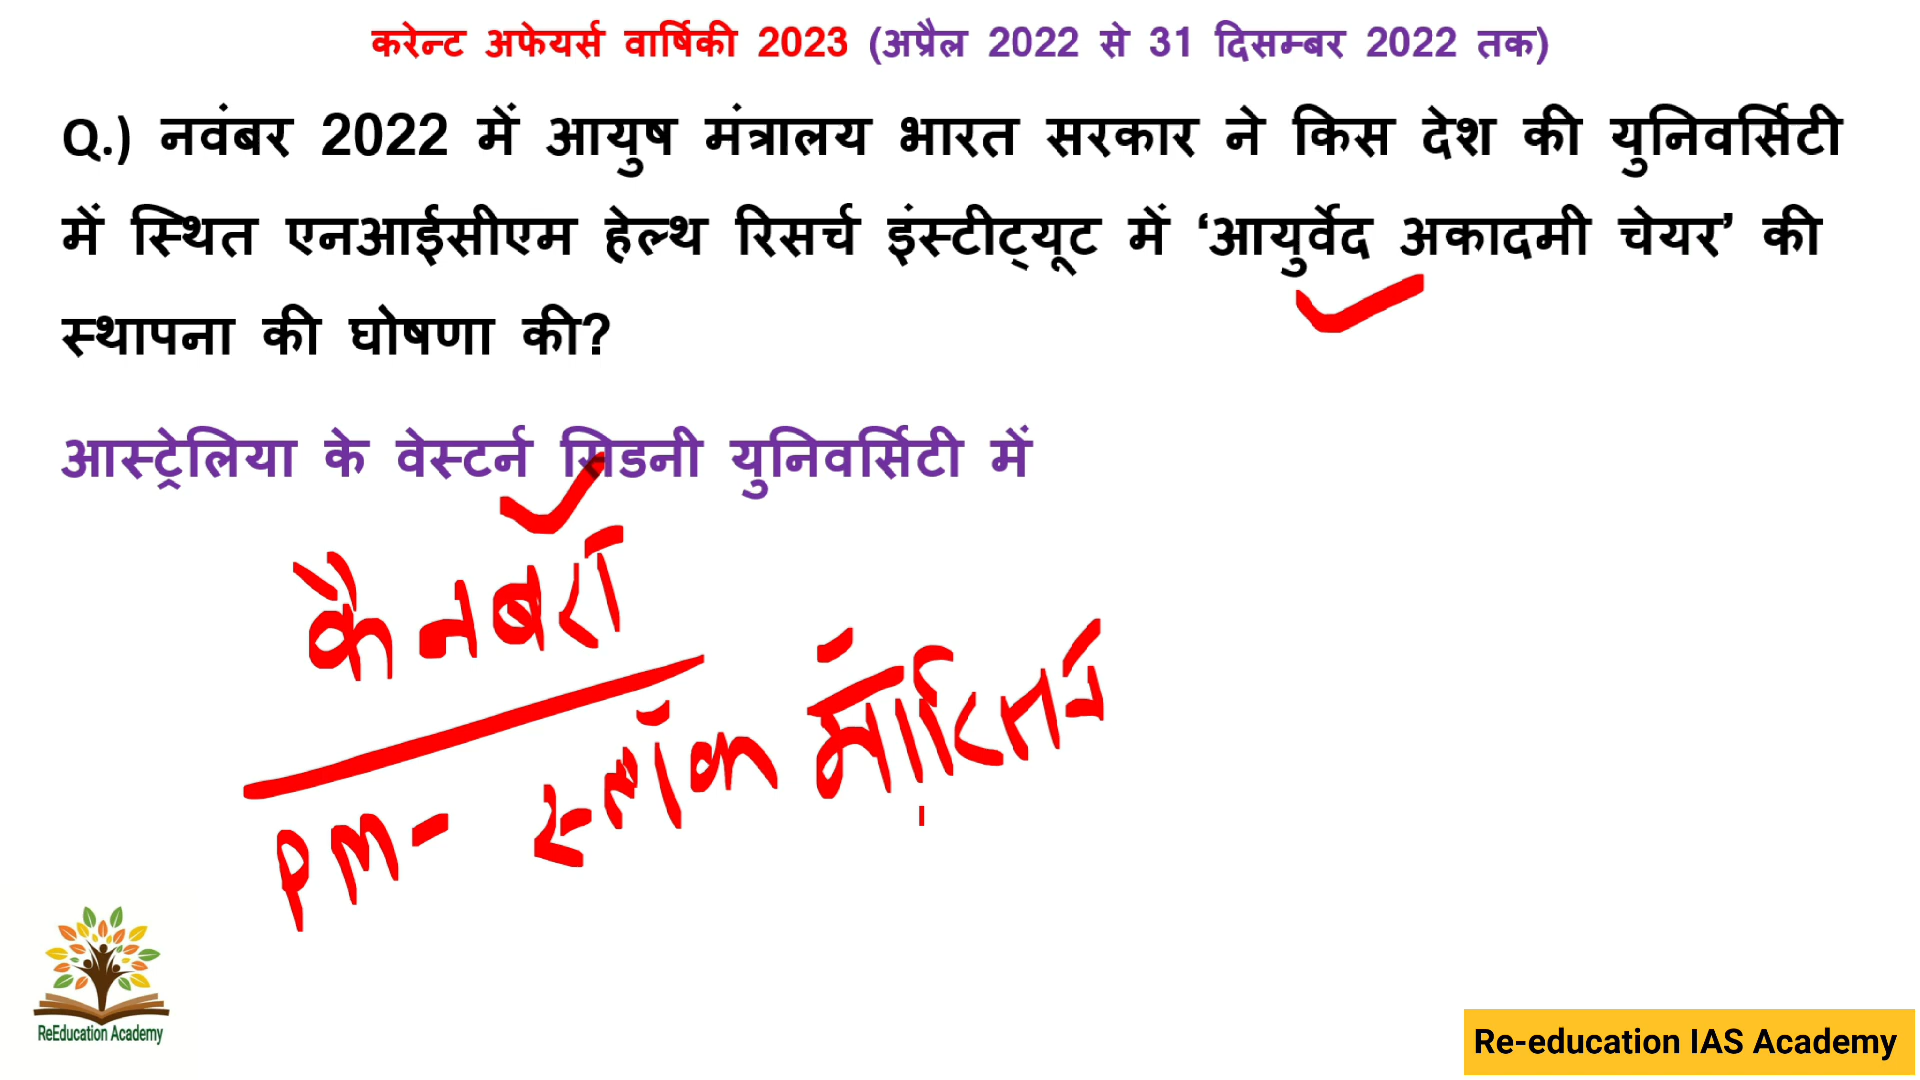 करेन्ट अफेयर्स वार्षिकी 2023 (अप्रैल 2022 से 31 दिसम्बर 2022 तक)
Q.) नवंबर 2022 में आयुष मंत्रालय भारत सरकार ने किस देश की युनिवर्सिटी
में स्थित एनआईसीएम हेल्थ रिसर्च इंस्टीट्यूट में ‘आयुर्वेद अकादमी चेयर’ की
स्थापना की घोषणा की?
आस्ट्रेलिया के वेस्टर्न सिडनी युनिवर्सिटी में
कैनबरा
PM- स्कॉक
ReEducation Academy
Re-education IAS Academy